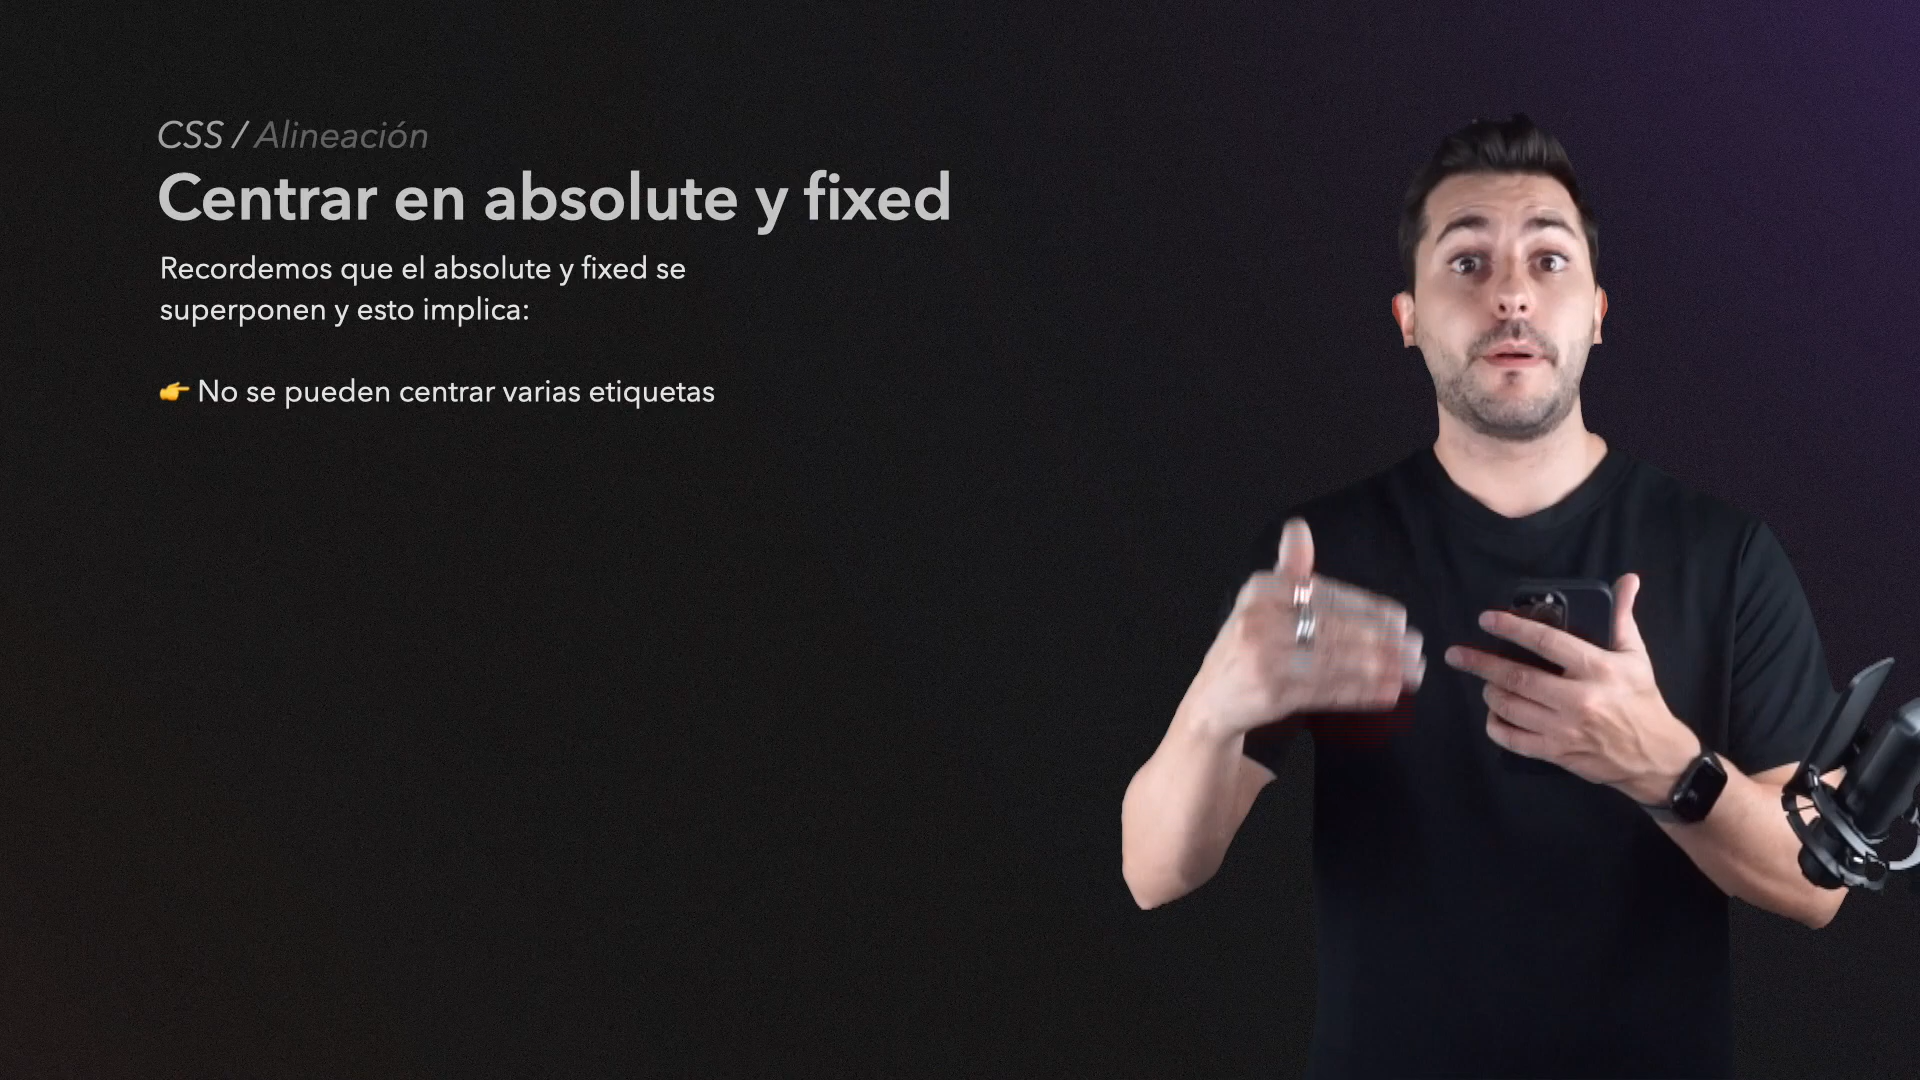 CSS / Alineación
Centrar en absolute y fixed
Recordemos que el absolute y fixed se
superponen y esto implica:
👉 No se pueden centrar varias etiquetas